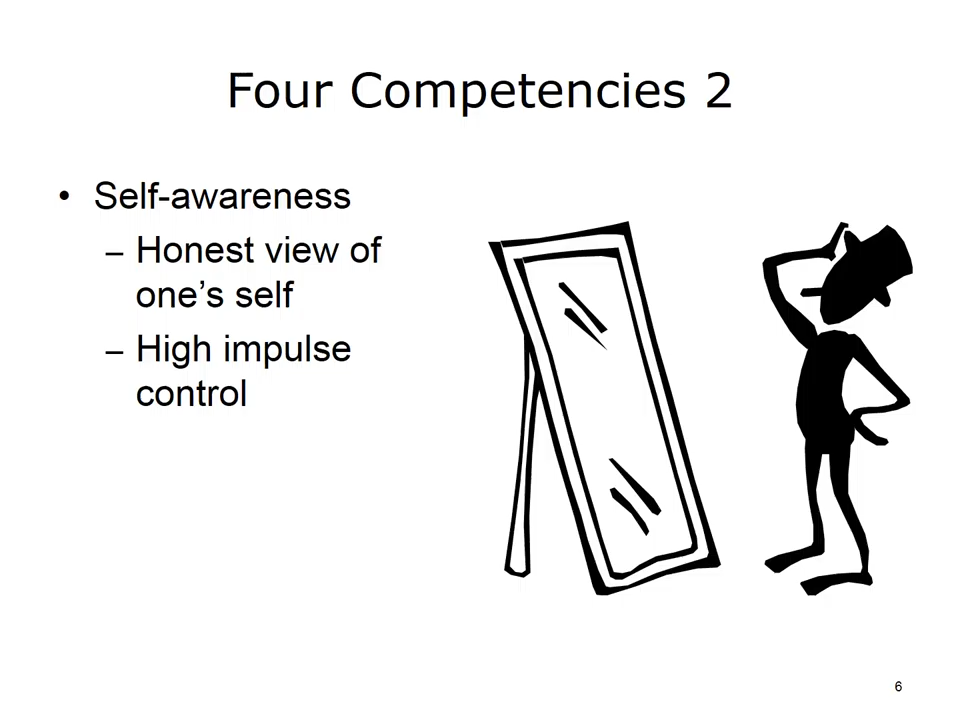 Four Competencies 2
• Self-awareness
– Honest view of
one’s self
– High impulse
control
6